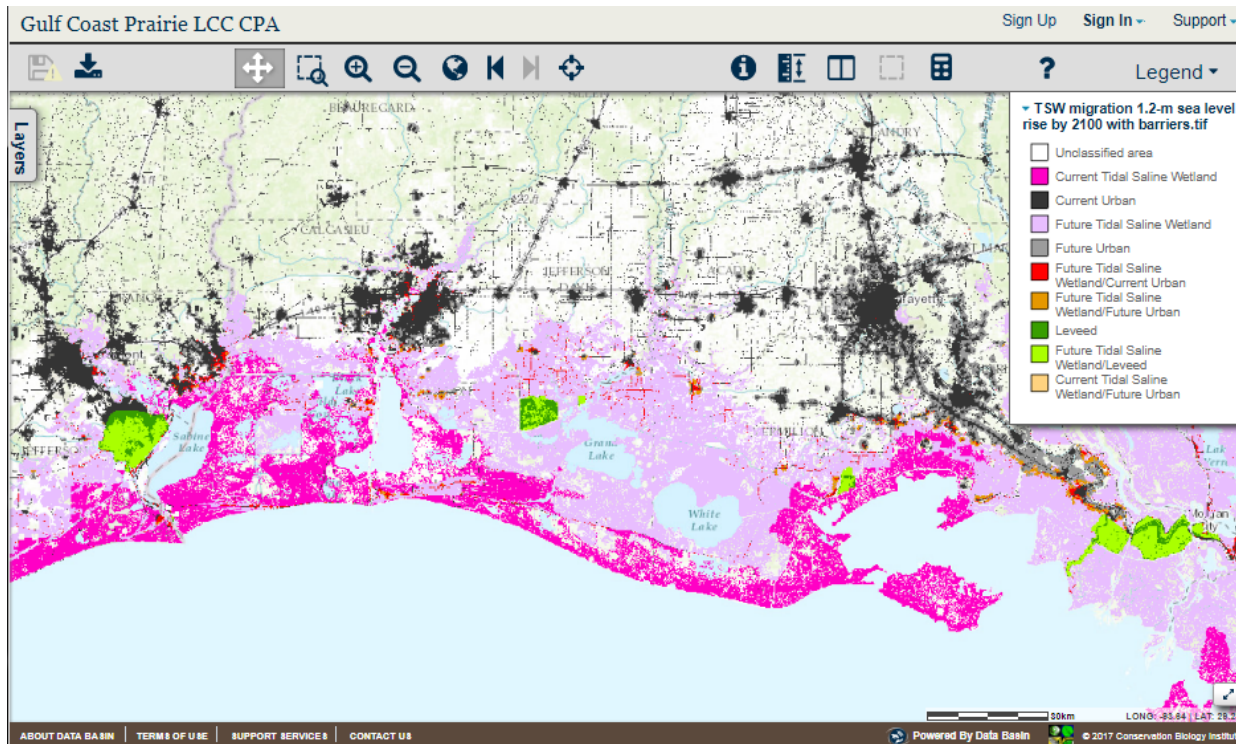 Gulf Coast Prairie LCC CPA
Sign Up Sign In Support
? Legend
Layers
TSW migration 1.2-m sea level
rise by 2100 with barriers.tif
Unclassified area
Current Tidal Saline Wetland
Current Urban
Future Tidal Saline Wetland
Future Urban
Future Tidal Saline
Wetland/Current Urban
Future Tidal Saline
Wetland/Future Urban
Leveed
Future Tidal Saline
Wetland/Leveed
Current Tidal Saline
Wetland/Future Urban
BEAUREGARD
CALCASIEU
JEFFERSON
DAVIS
ACADIA
Sabine
Lake
Grand
Lake
White
Lake
30km
ABOUT DATA BASIN TERMS OF USE SUPPORT SERVICES CONTACT US
Powered By Data Basin
© 2017 Conservation Biology Institut